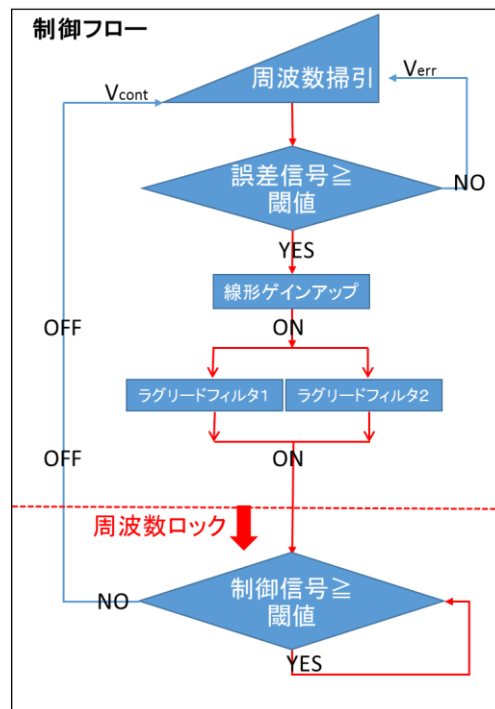 制御フロー
Vcont
周波数掃引
Verr
誤差信号≧
閾値
NO
YES
線形ゲインアップ
OFF
ON
ラグリードフィルタ1
ラグリードフィルタ2
OFF
ON
周波数ロック
制御信号≧
閾値
NO
YES